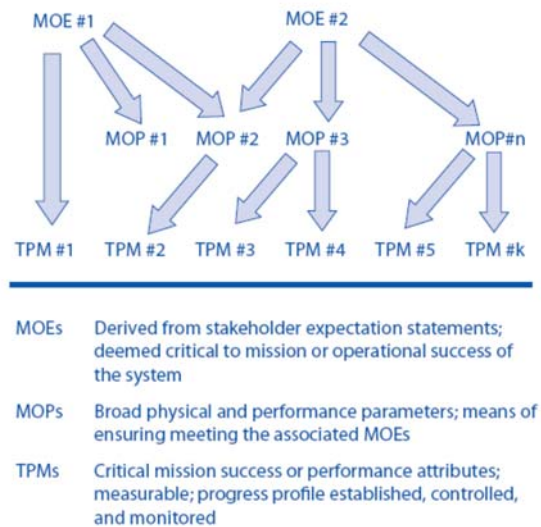 MOE #1
MOE #2
MOP #1
MOP #2
MOP #3
MOP#n
TPM #1
TPM #2
TPM #3
TPM #4
TPM #5
TPM #k
MOEs Derived from stakeholder expectation statements;
deemed critical to mission or operational success of
the system
MOPs Broad physical and performance parameters; means of
ensuring meeting the associated MOEs
TPMs Critical mission success or performance attributes;
measurable; progress profile established, controlled,
and monitored